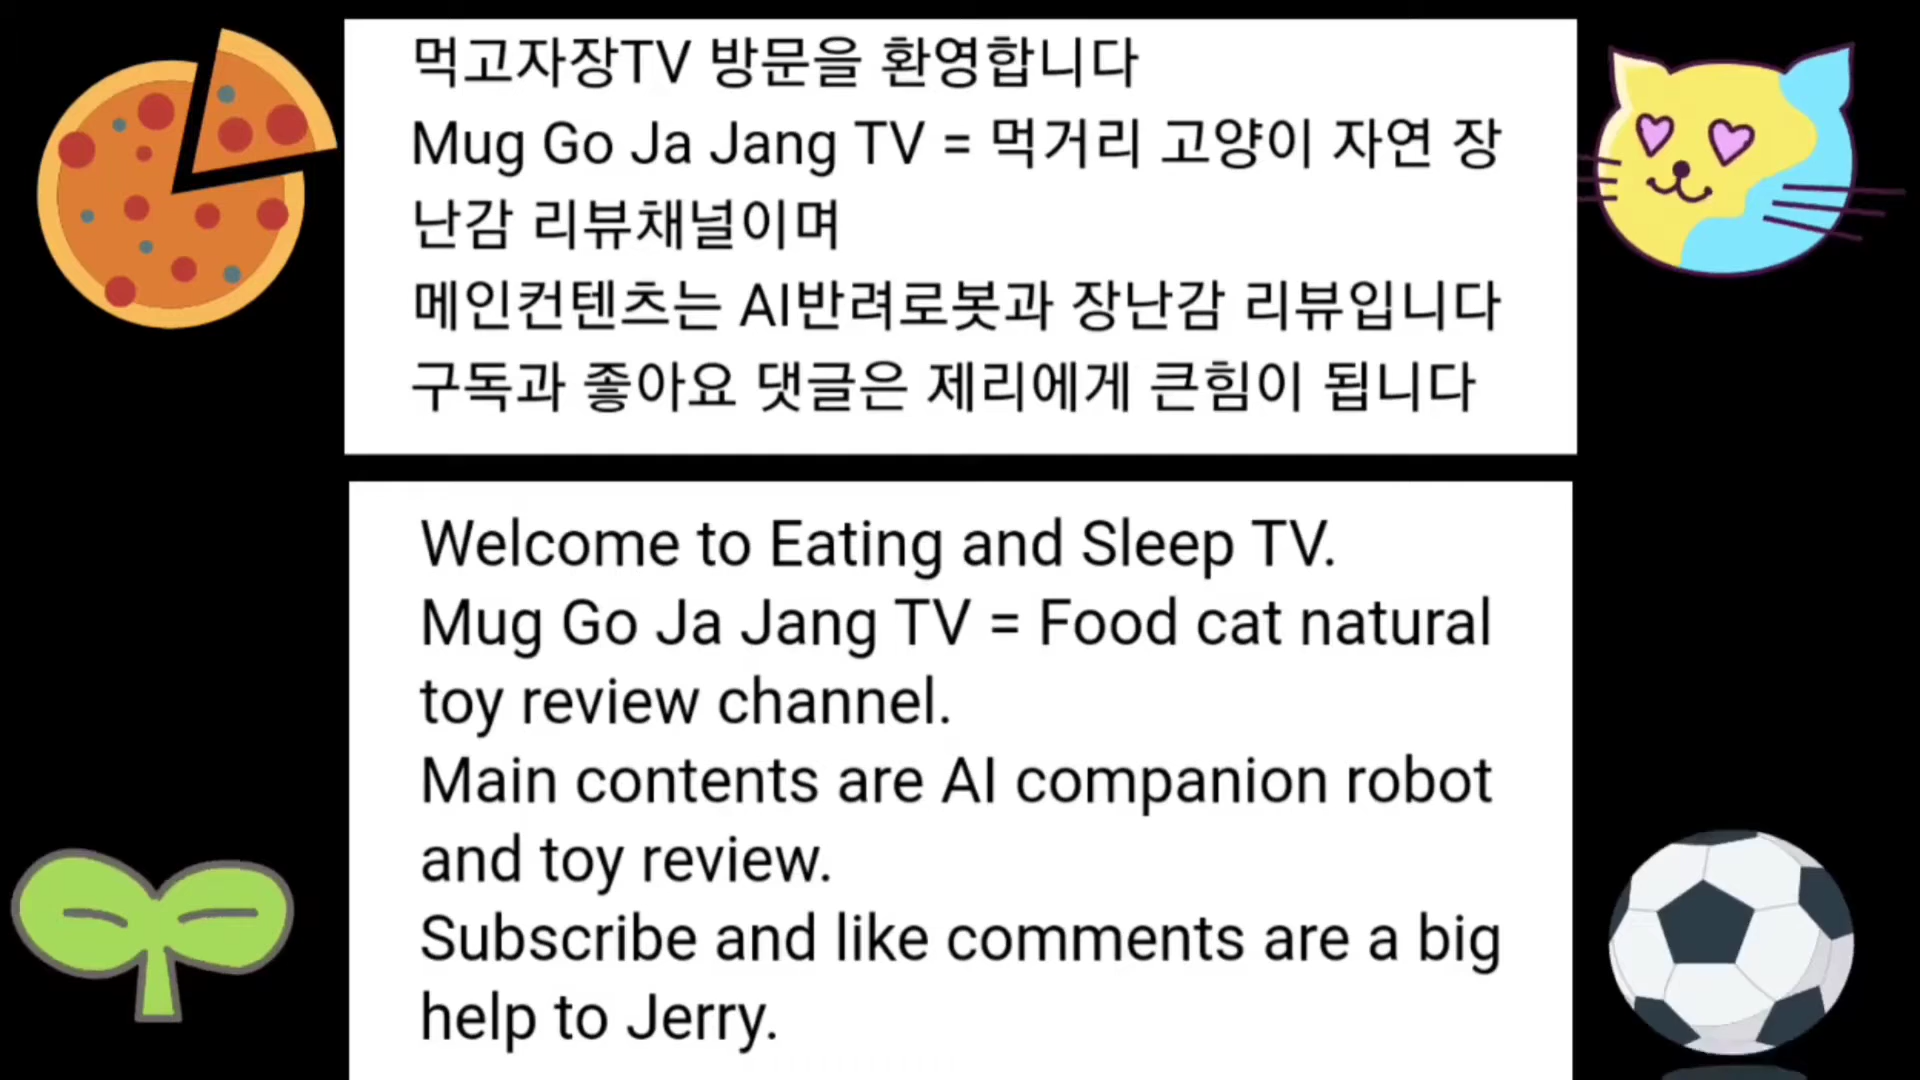 먹고자장TV 방문을 환영합니다
Mug Go Ja Jang TV = 먹거리 고양이 자연 장
난감 리뷰채널이며
메인컨텐츠는 AI반려로봇과 장난감 리뷰입니다
구독과 좋아요 댓글은 제리에게 큰힘이 됩니다
Welcome to Eating and Sleep TV.
Mug Go Ja Jang TV = Food cat natural
toy review channel.
Main contents are AI companion robot
and toy review.
Subscribe and like comments are a big
help to Jerry.